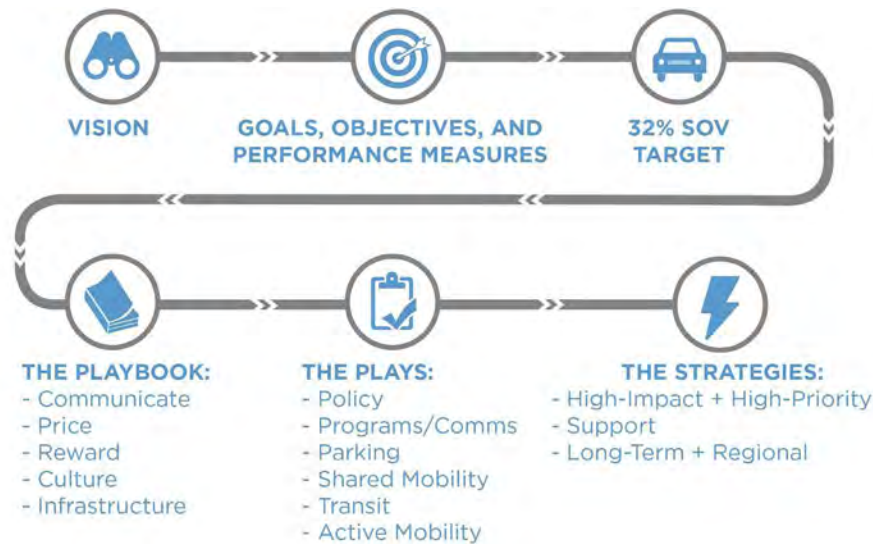 VISION
GOALS, OBJECTIVES, AND
PERFORMANCE MEASURES
32% SOV
TARGET
THE PLAYBOOK:
- Communicate
- Price
- Reward
- Culture
- Infrastructure
THE PLAYS:
- Policy
- Programs/Comms
- Parking
- Shared Mobility
- Transit
- Active Mobility
THE STRATEGIES:
- High-Impact + High-Priority
- Support
- Long-Term + Regional